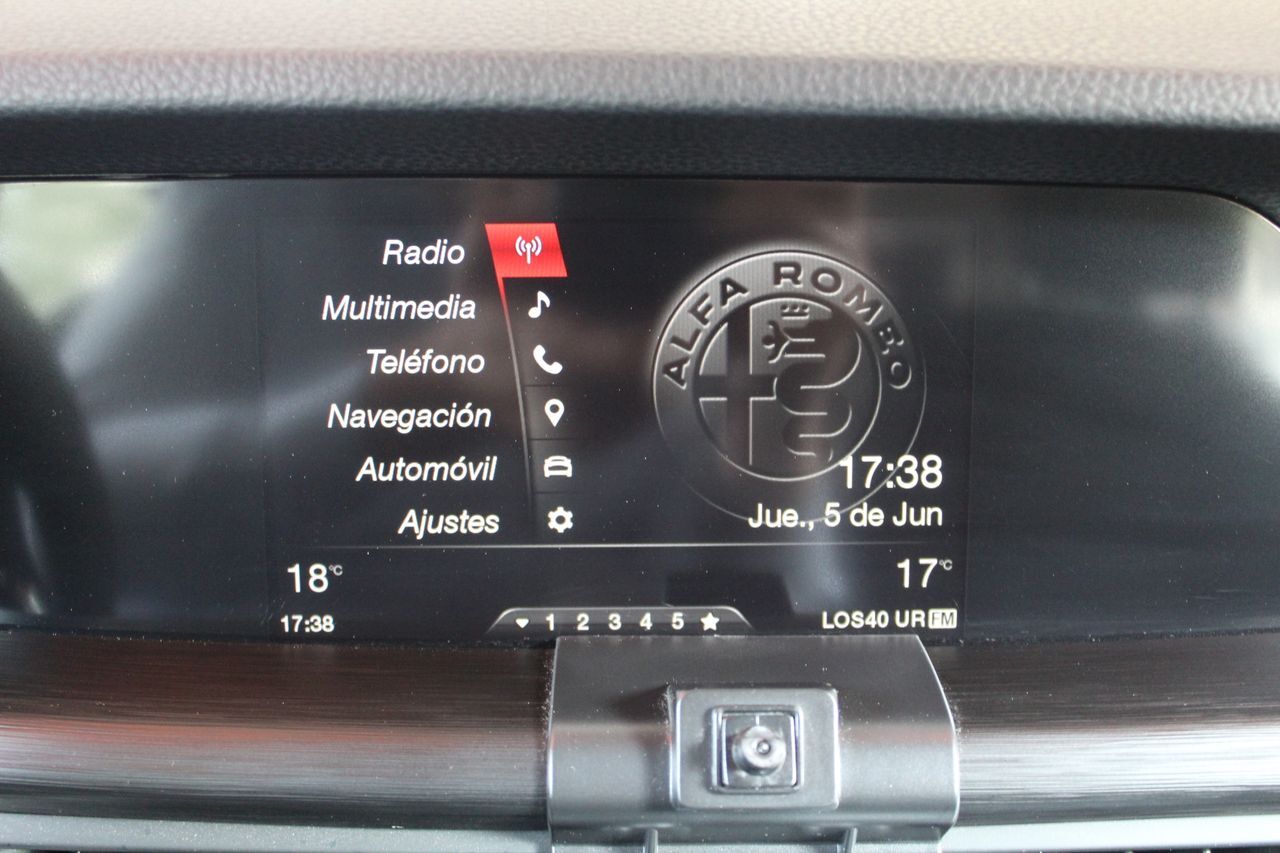 Radio
Multimedia
Teléfono
Navegación
Automóvil
Ajustes
ALFA ROMEO
17:38
Jue., 5 de Jun
18°C
17°C
17:38
1 2 3 4 5
LOS40 UR FM